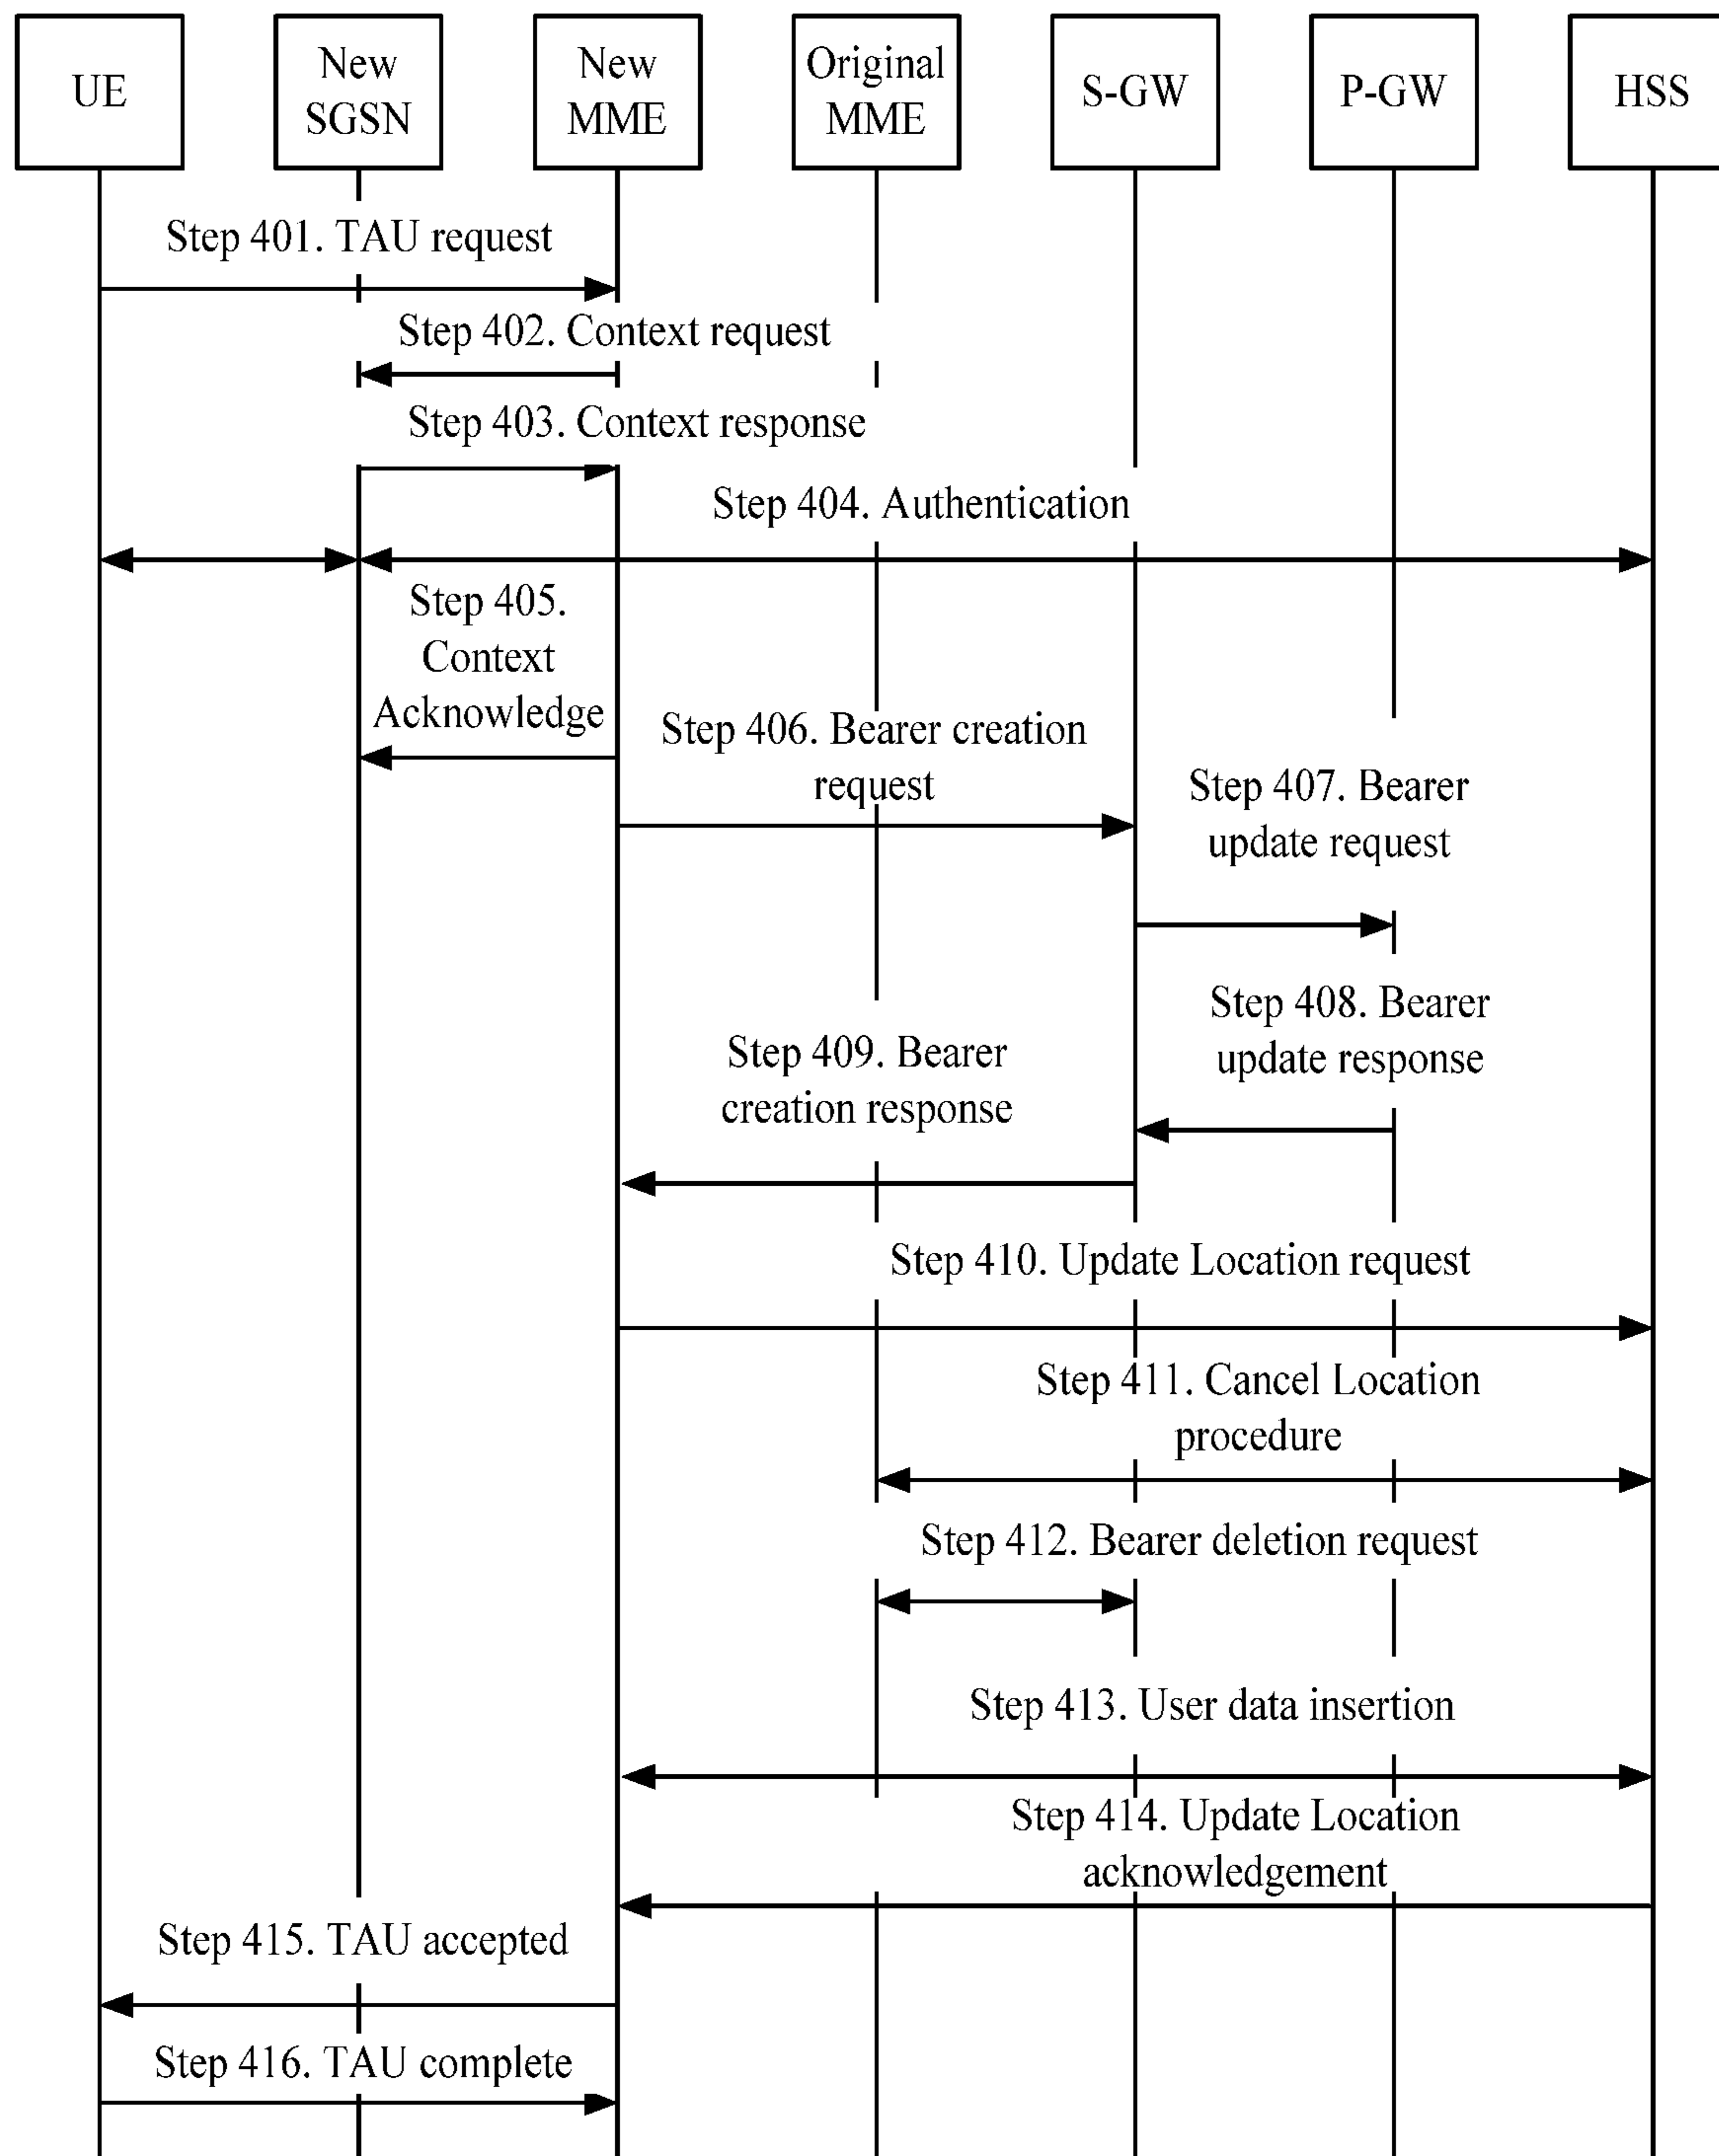 UE
New
SGSN
New
MME
Original
MME
S-GW
P-GW
HSS
Step 401. TAU request
Step 402. Context request
Step 403. Context response
Step 404. Authentication
Step 405.
Context
Acknowledge
Step 406. Bearer creation
request
Step 407. Bearer
update request
Step 408. Bearer
update response
Step 409. Bearer
creation response
Step 410. Update Location request
Step 411. Cancel Location
procedure
Step 412. Bearer deletion request
Step 413. User data insertion
Step 414. Update Location
acknowledgement
Step 415. TAU accepted
Step 416. TAU complete